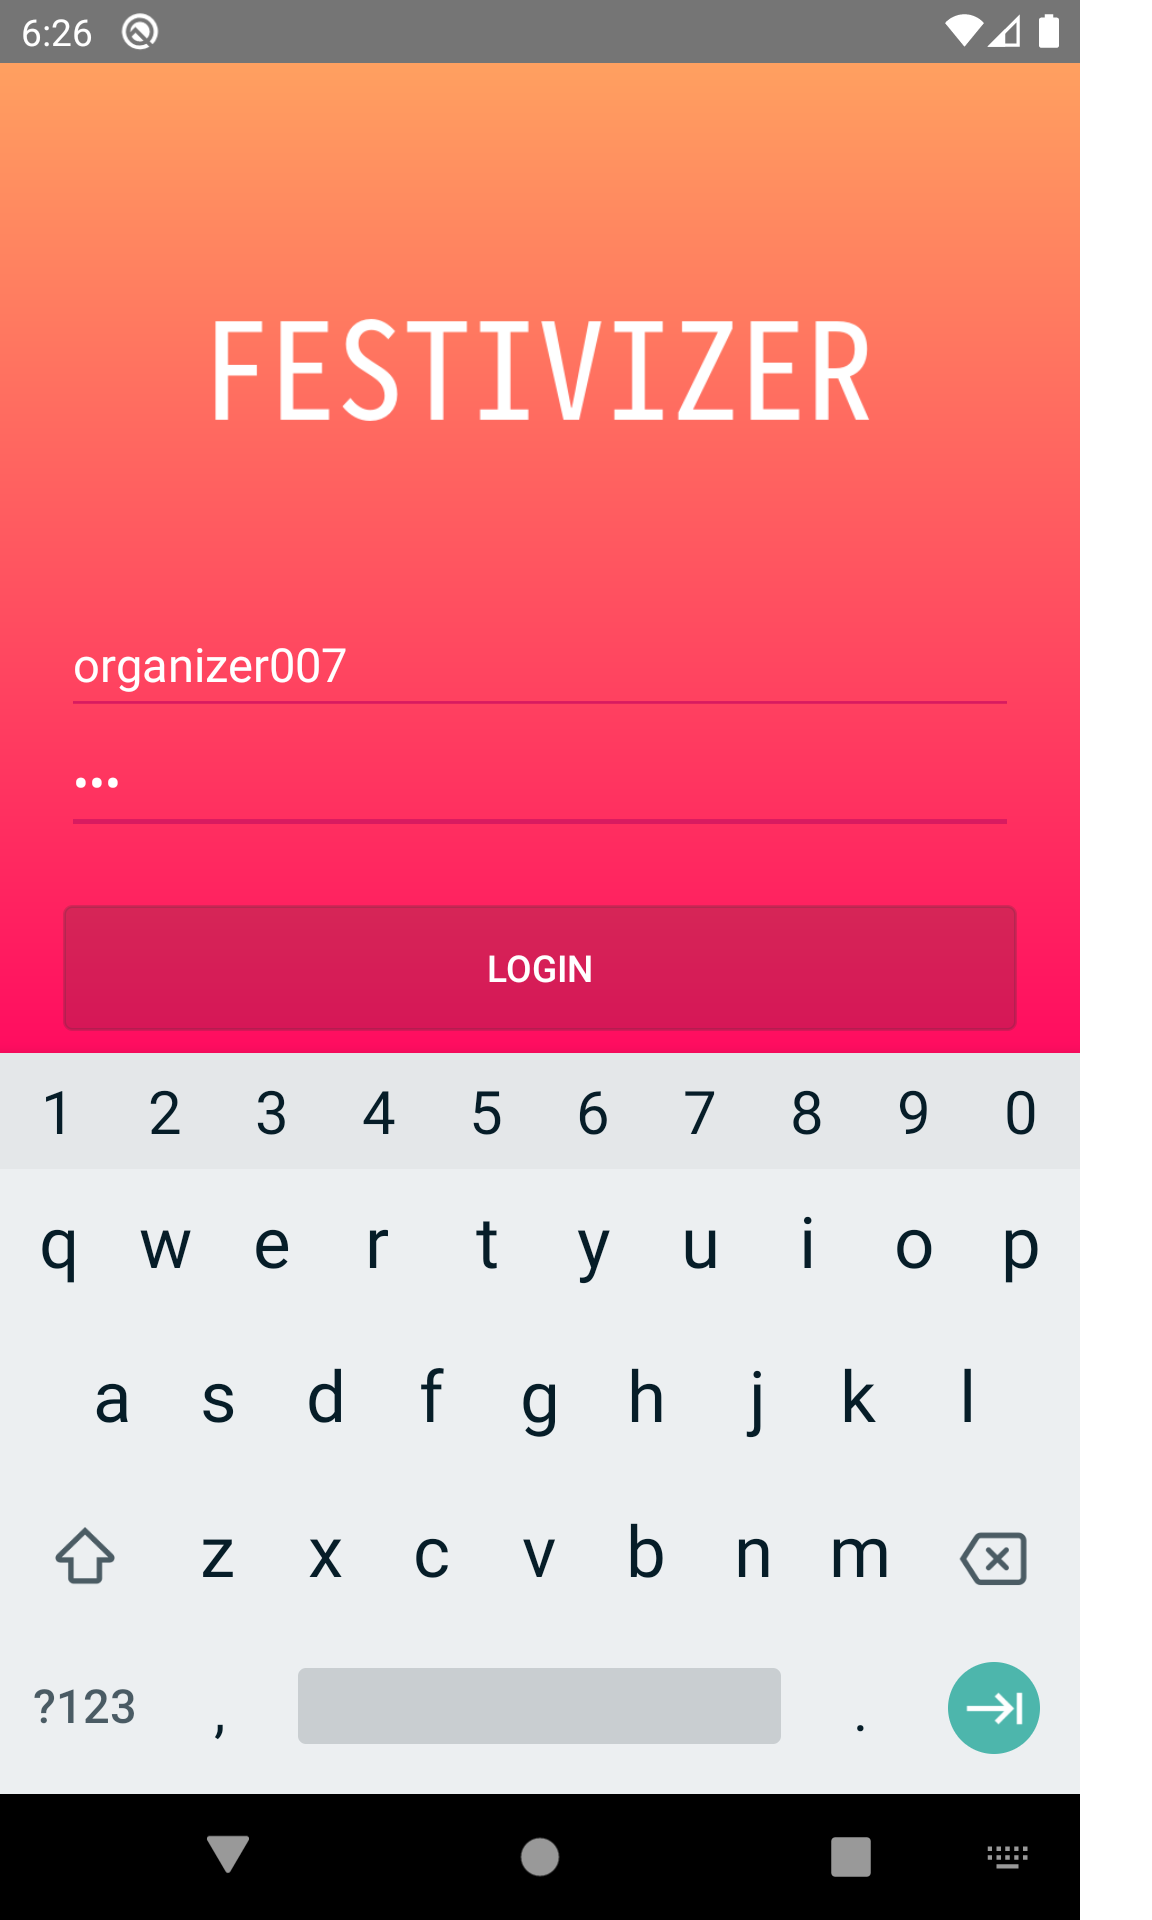 6:26
FESTIVIZER
organizer007
•••
LOGIN
1 2 3 4 5 6 7 8 9 0
q w e r t y u i o p
a s d f g h j k l
z x c v b n m
?123 , .